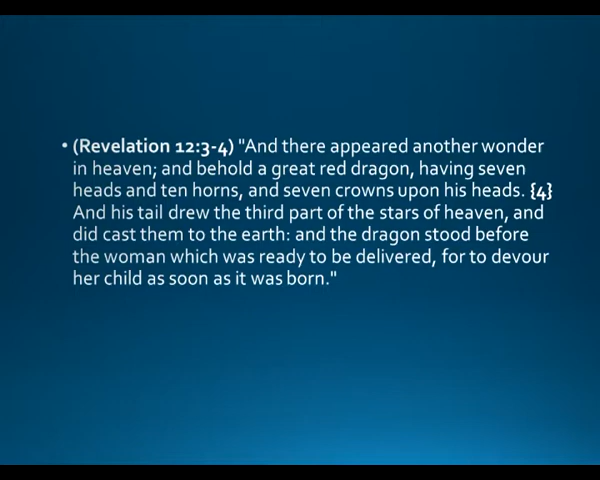 • (Revelation 12:3-4) "And there appeared another wonder
in heaven; and behold a great red dragon, having seven
heads and ten horns, and seven crowns upon his heads. {4}
And his tail drew the third part of the stars of heaven, and
did cast them to the earth: and the dragon stood before
the woman which was ready to be delivered, for to devour
her child as soon as it was born."